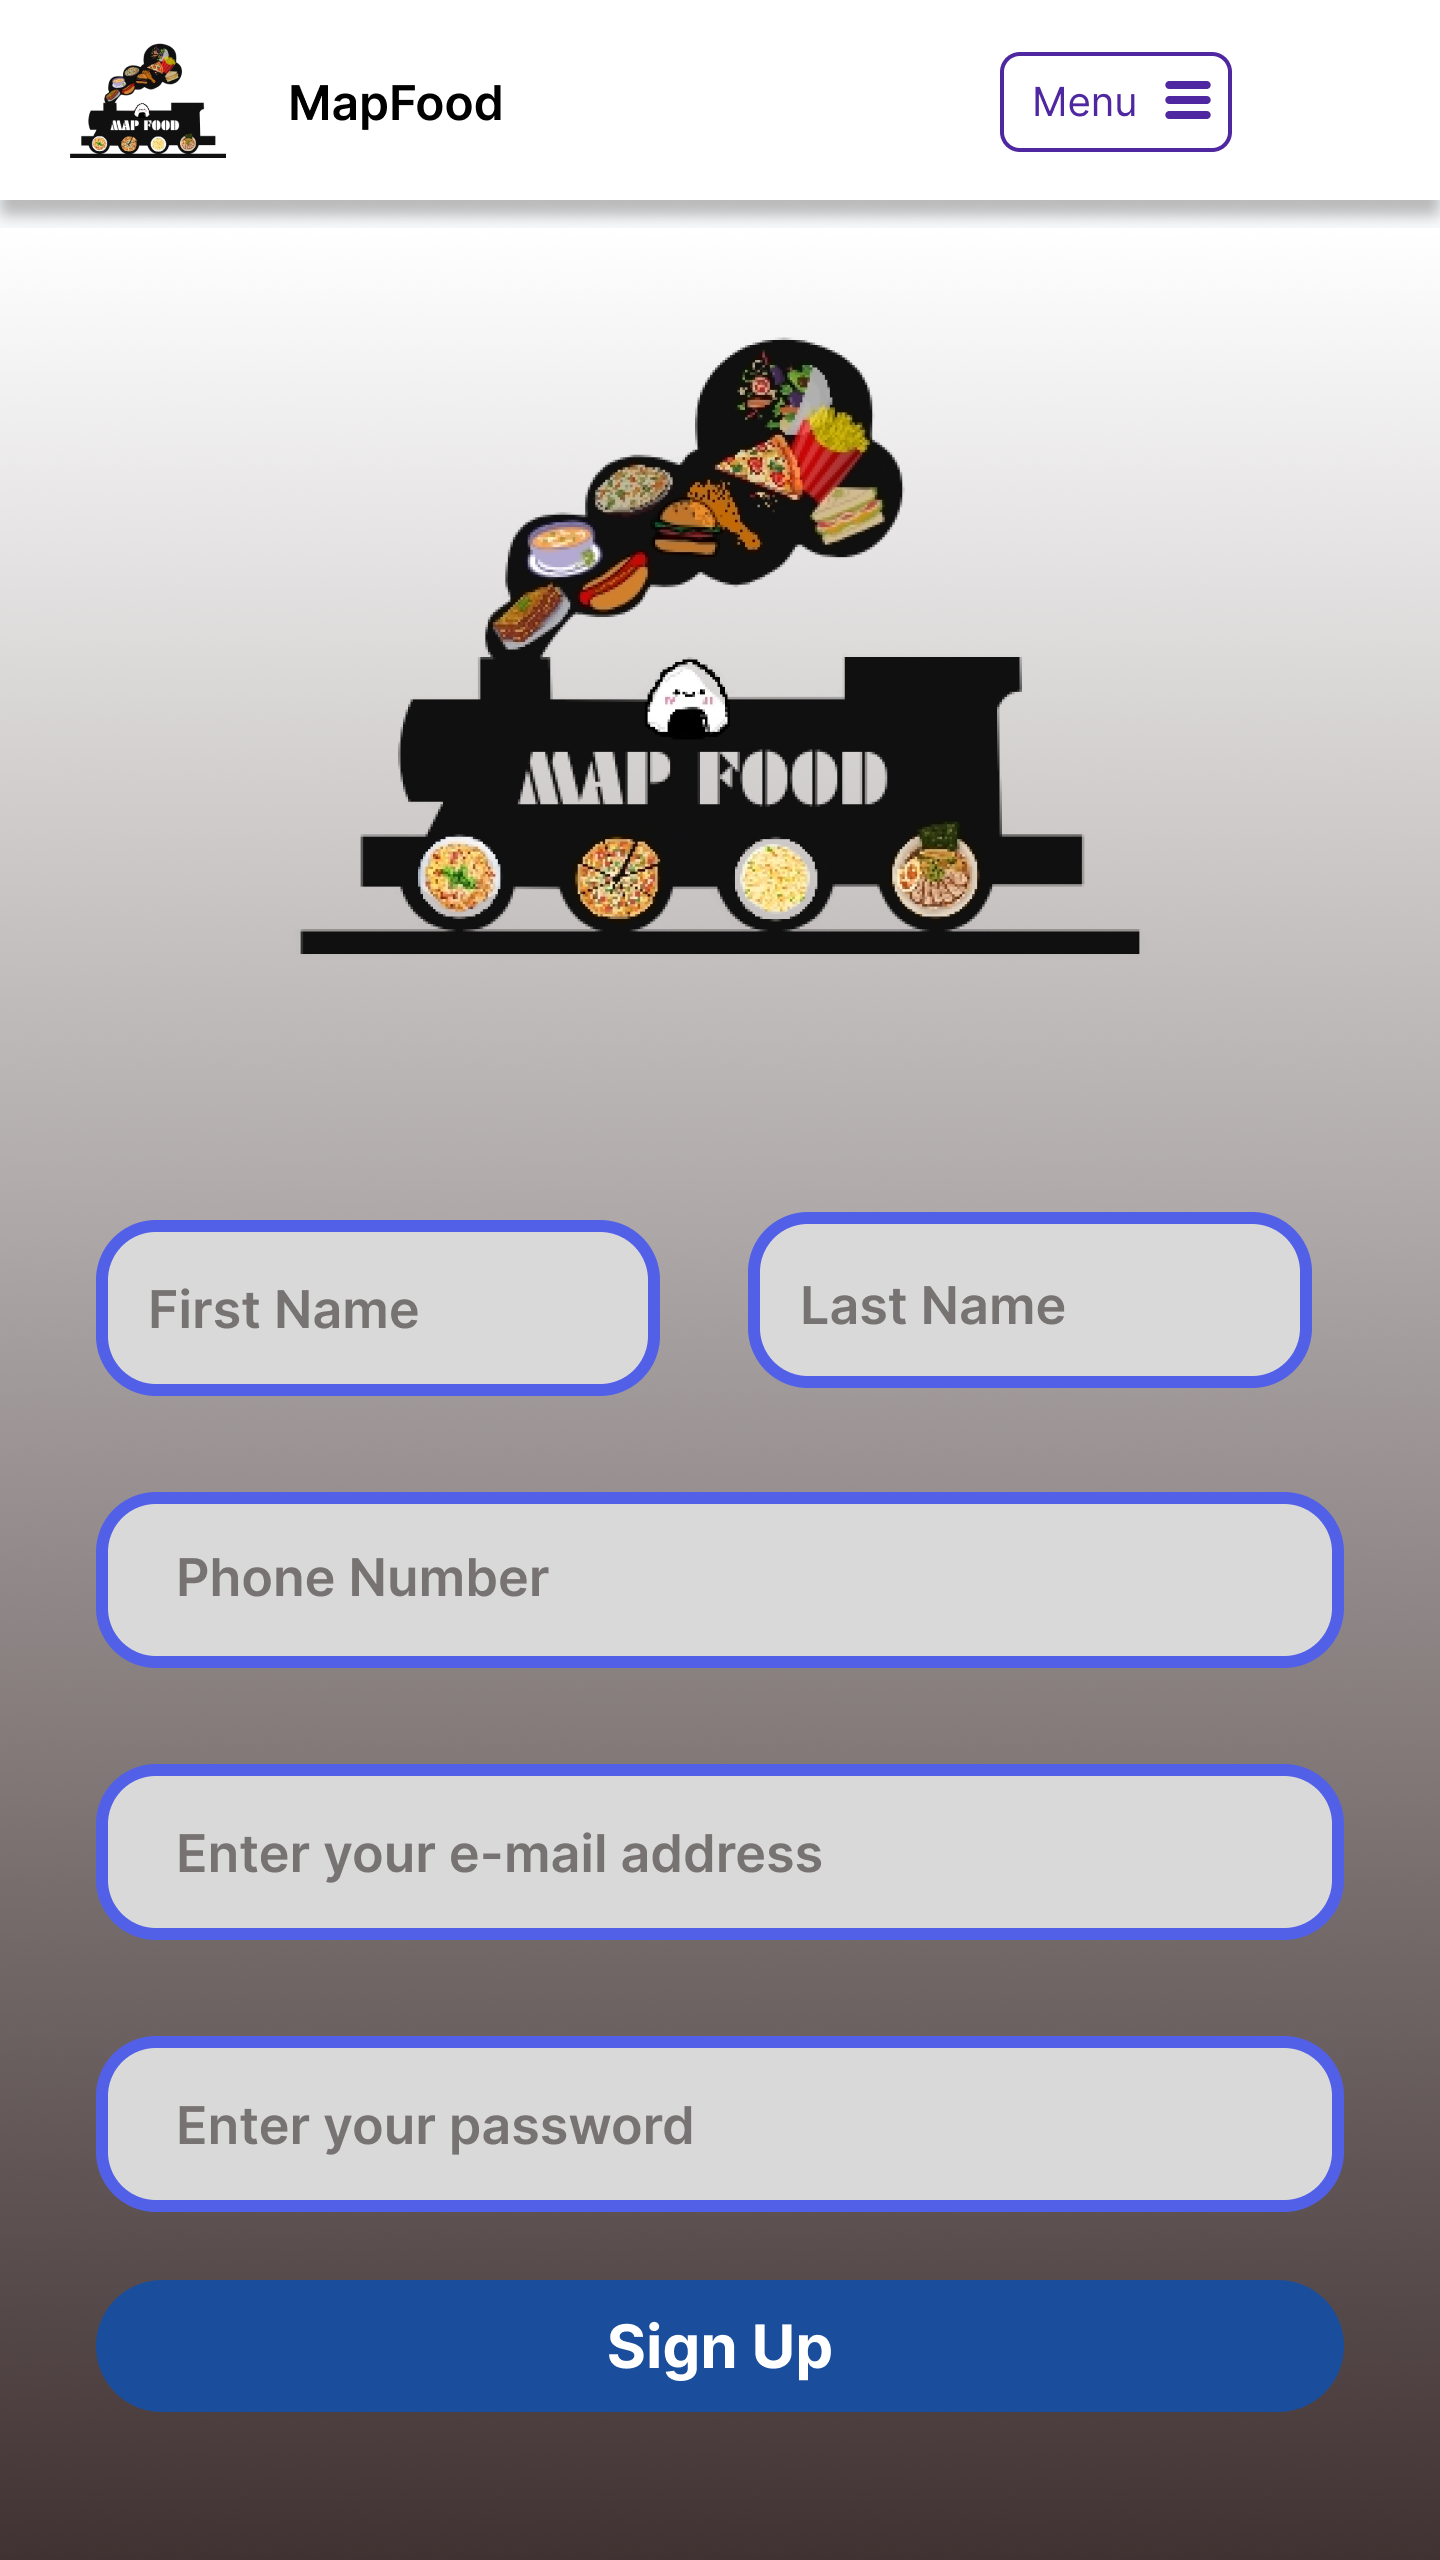 MAP FOOD
MapFood
Menu
MAP FOOD
First Name
Last Name
Phone Number
Enter your e-mail address
Enter your password
Sign Up